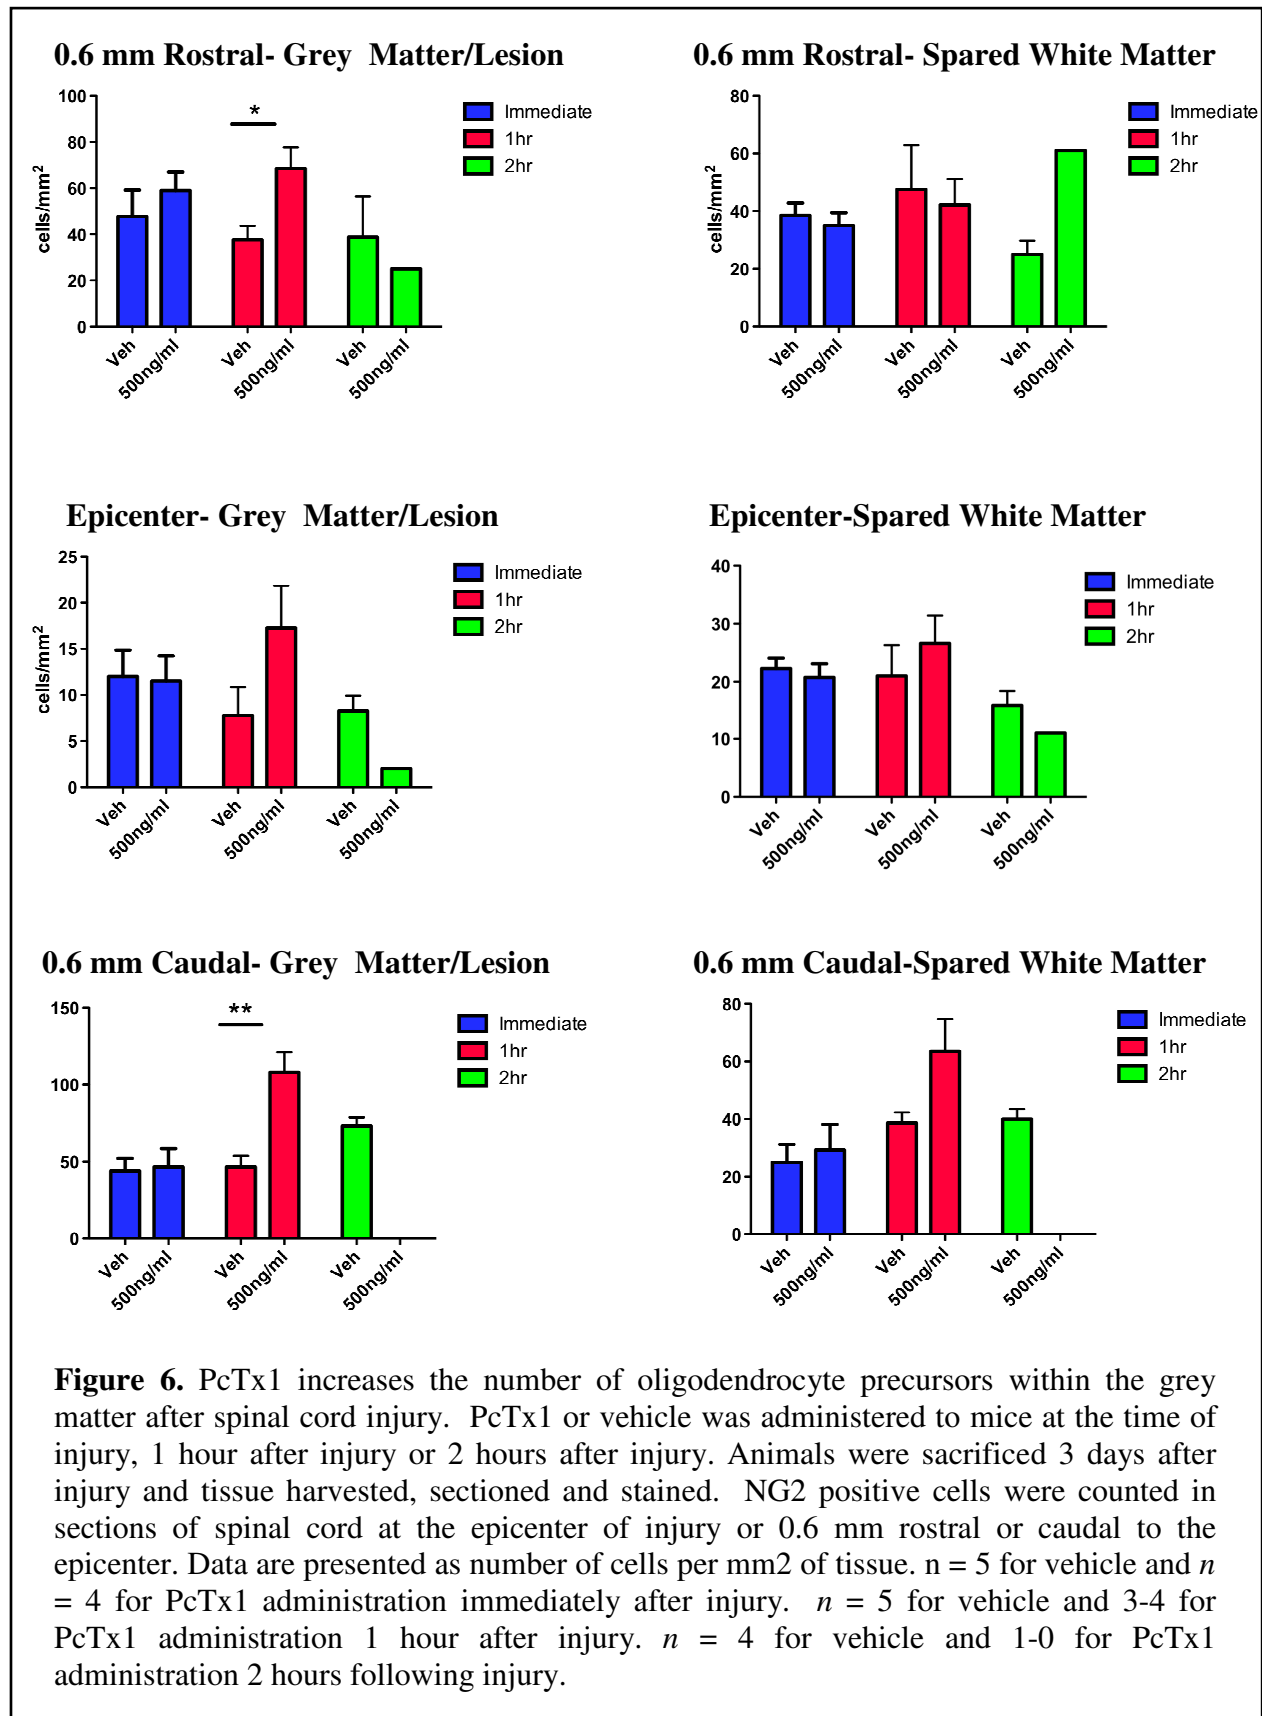 0.6 mm Rostral- Grey Matter/Lesion
100
80
60
40
20
0
cells/mm2
*
Veh
500ng/ml
Veh
500ng/ml
Veh
500ng/ml
Immediate
1hr
2hr
0.6 mm Rostral- Spared White Matter
80
60
40
20
0
cells/mm2
Veh
500ng/ml
Veh
500ng/ml
Veh
500ng/ml
Immediate
1hr
2hr
Epicenter- Grey Matter/Lesion
25
20
15
10
5
0
cells/mm2
Veh
500ng/ml
Veh
500ng/ml
Veh
500ng/ml
Immediate
1hr
2hr
Epicenter-Spared White Matter
40
30
20
10
0
Veh
500ng/ml
Veh
500ng/ml
Veh
500ng/ml
Immediate
1hr
2hr
0.6 mm Caudal- Grey Matter/Lesion
150
100
50
0
**
Veh
500ng/ml
Veh
500ng/ml
Veh
500ng/ml
Immediate
1hr
2hr
0.6 mm Caudal-Spared White Matter
80
60
40
20
0
Veh
500ng/ml
Veh
500ng/ml
Veh
500ng/ml
Immediate
1hr
2hr
Figure 6. PcTx1 increases the number of oligodendrocyte precursors within the grey
matter after spinal cord injury. PcTx1 or vehicle was administered to mice at the time of
injury, 1 hour after injury or 2 hours after injury. Animals were sacrificed 3 days after
injury and tissue harvested, sectioned and stained. NG2 positive cells were counted in
sections of spinal cord at the epicenter of injury or 0.6 mm rostral or caudal to the
epicenter. Data are presented as number of cells per mm2 of tissue. n = 5 for vehicle and n
= 4 for PcTx1 administration immediately after injury. n = 5 for vehicle and 3-4 for
PcTx1 administration 1 hour after injury. n = 4 for vehicle and 1-0 for PcTx1
administration 2 hours following injury.